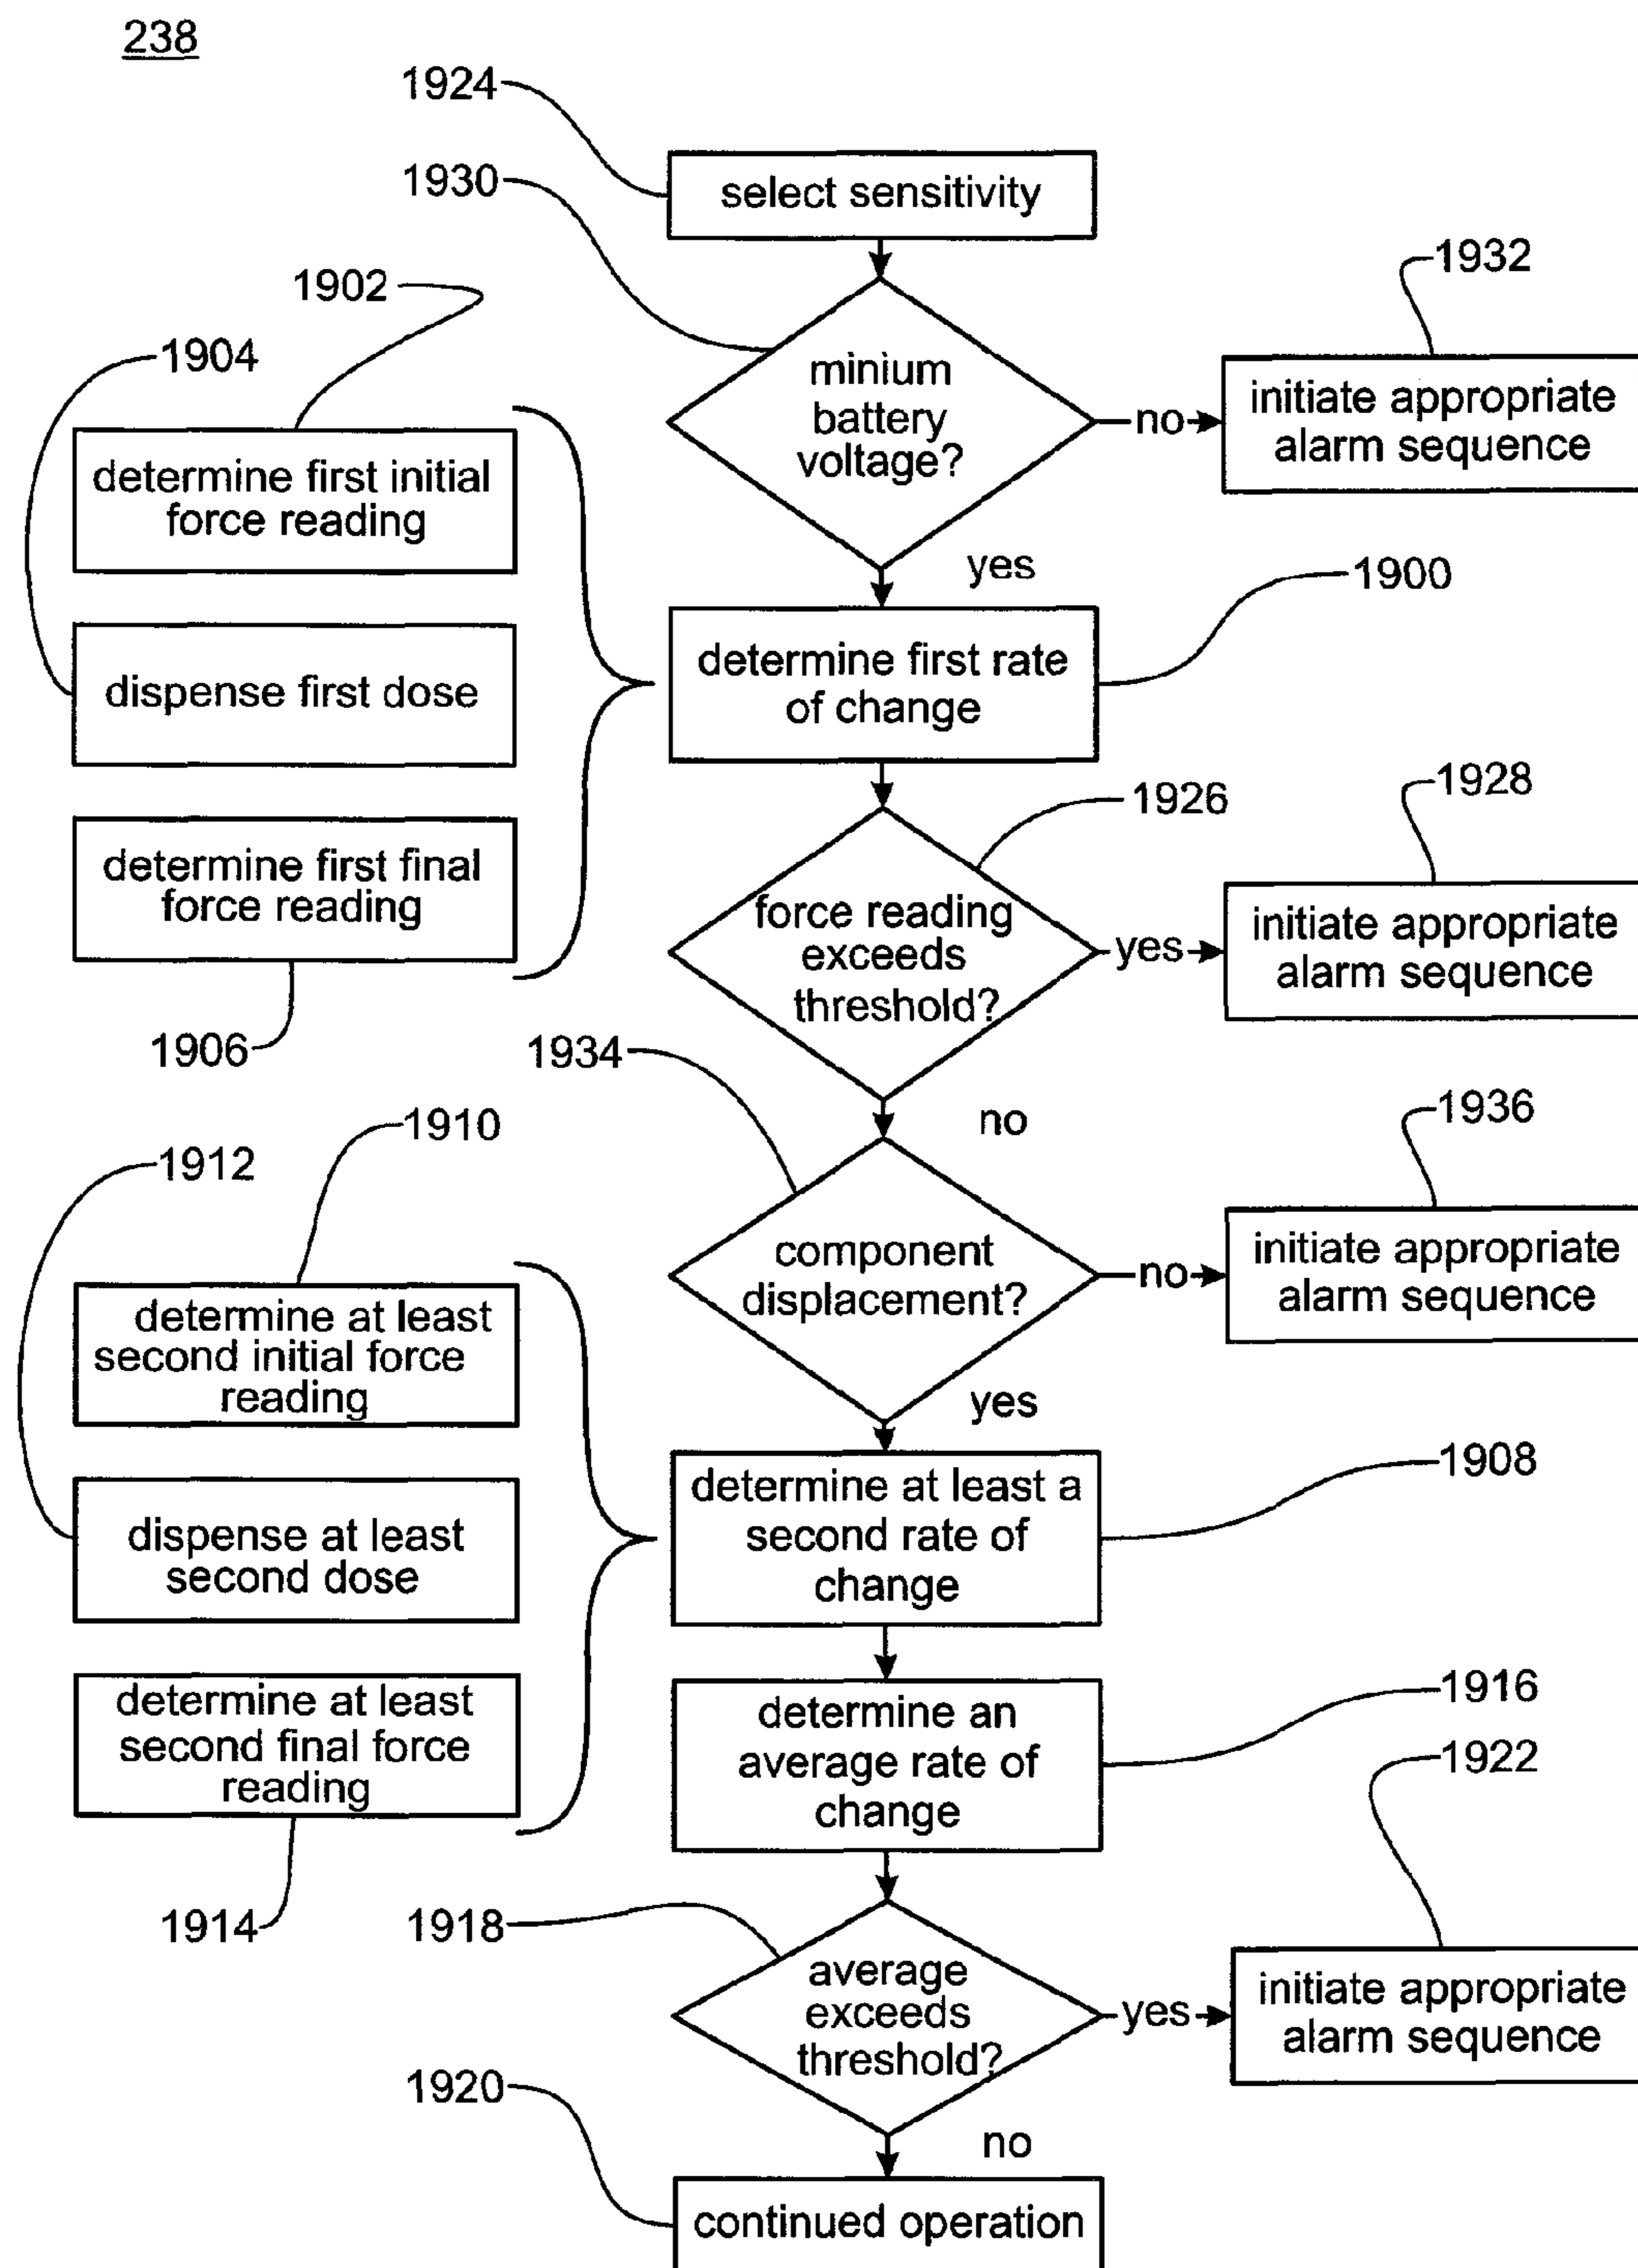 238
1924
select sensitivity
1930
1932
1902
minium
battery
voltage?
no
initiate appropriate
alarm sequence
1904
determine first initial
force reading
yes
1900
dispense first dose
determine first rate
of change
1926
1928
determine first final
force reading
force reading
exceeds
threshold?
yes
initiate appropriate
alarm sequence
1906
1934
no
1936
1910
1912
component
displacement?
no
initiate appropriate
alarm sequence
determine at least
second initial force
reading
yes
1908
dispense at least
second dose
determine at least a
second rate of
change
determine at least
second final force
reading
1916
determine an
average rate of
change
1922
1914
1918
average
exceeds
threshold?
yes
initiate appropriate
alarm sequence
1920
no
continued operation